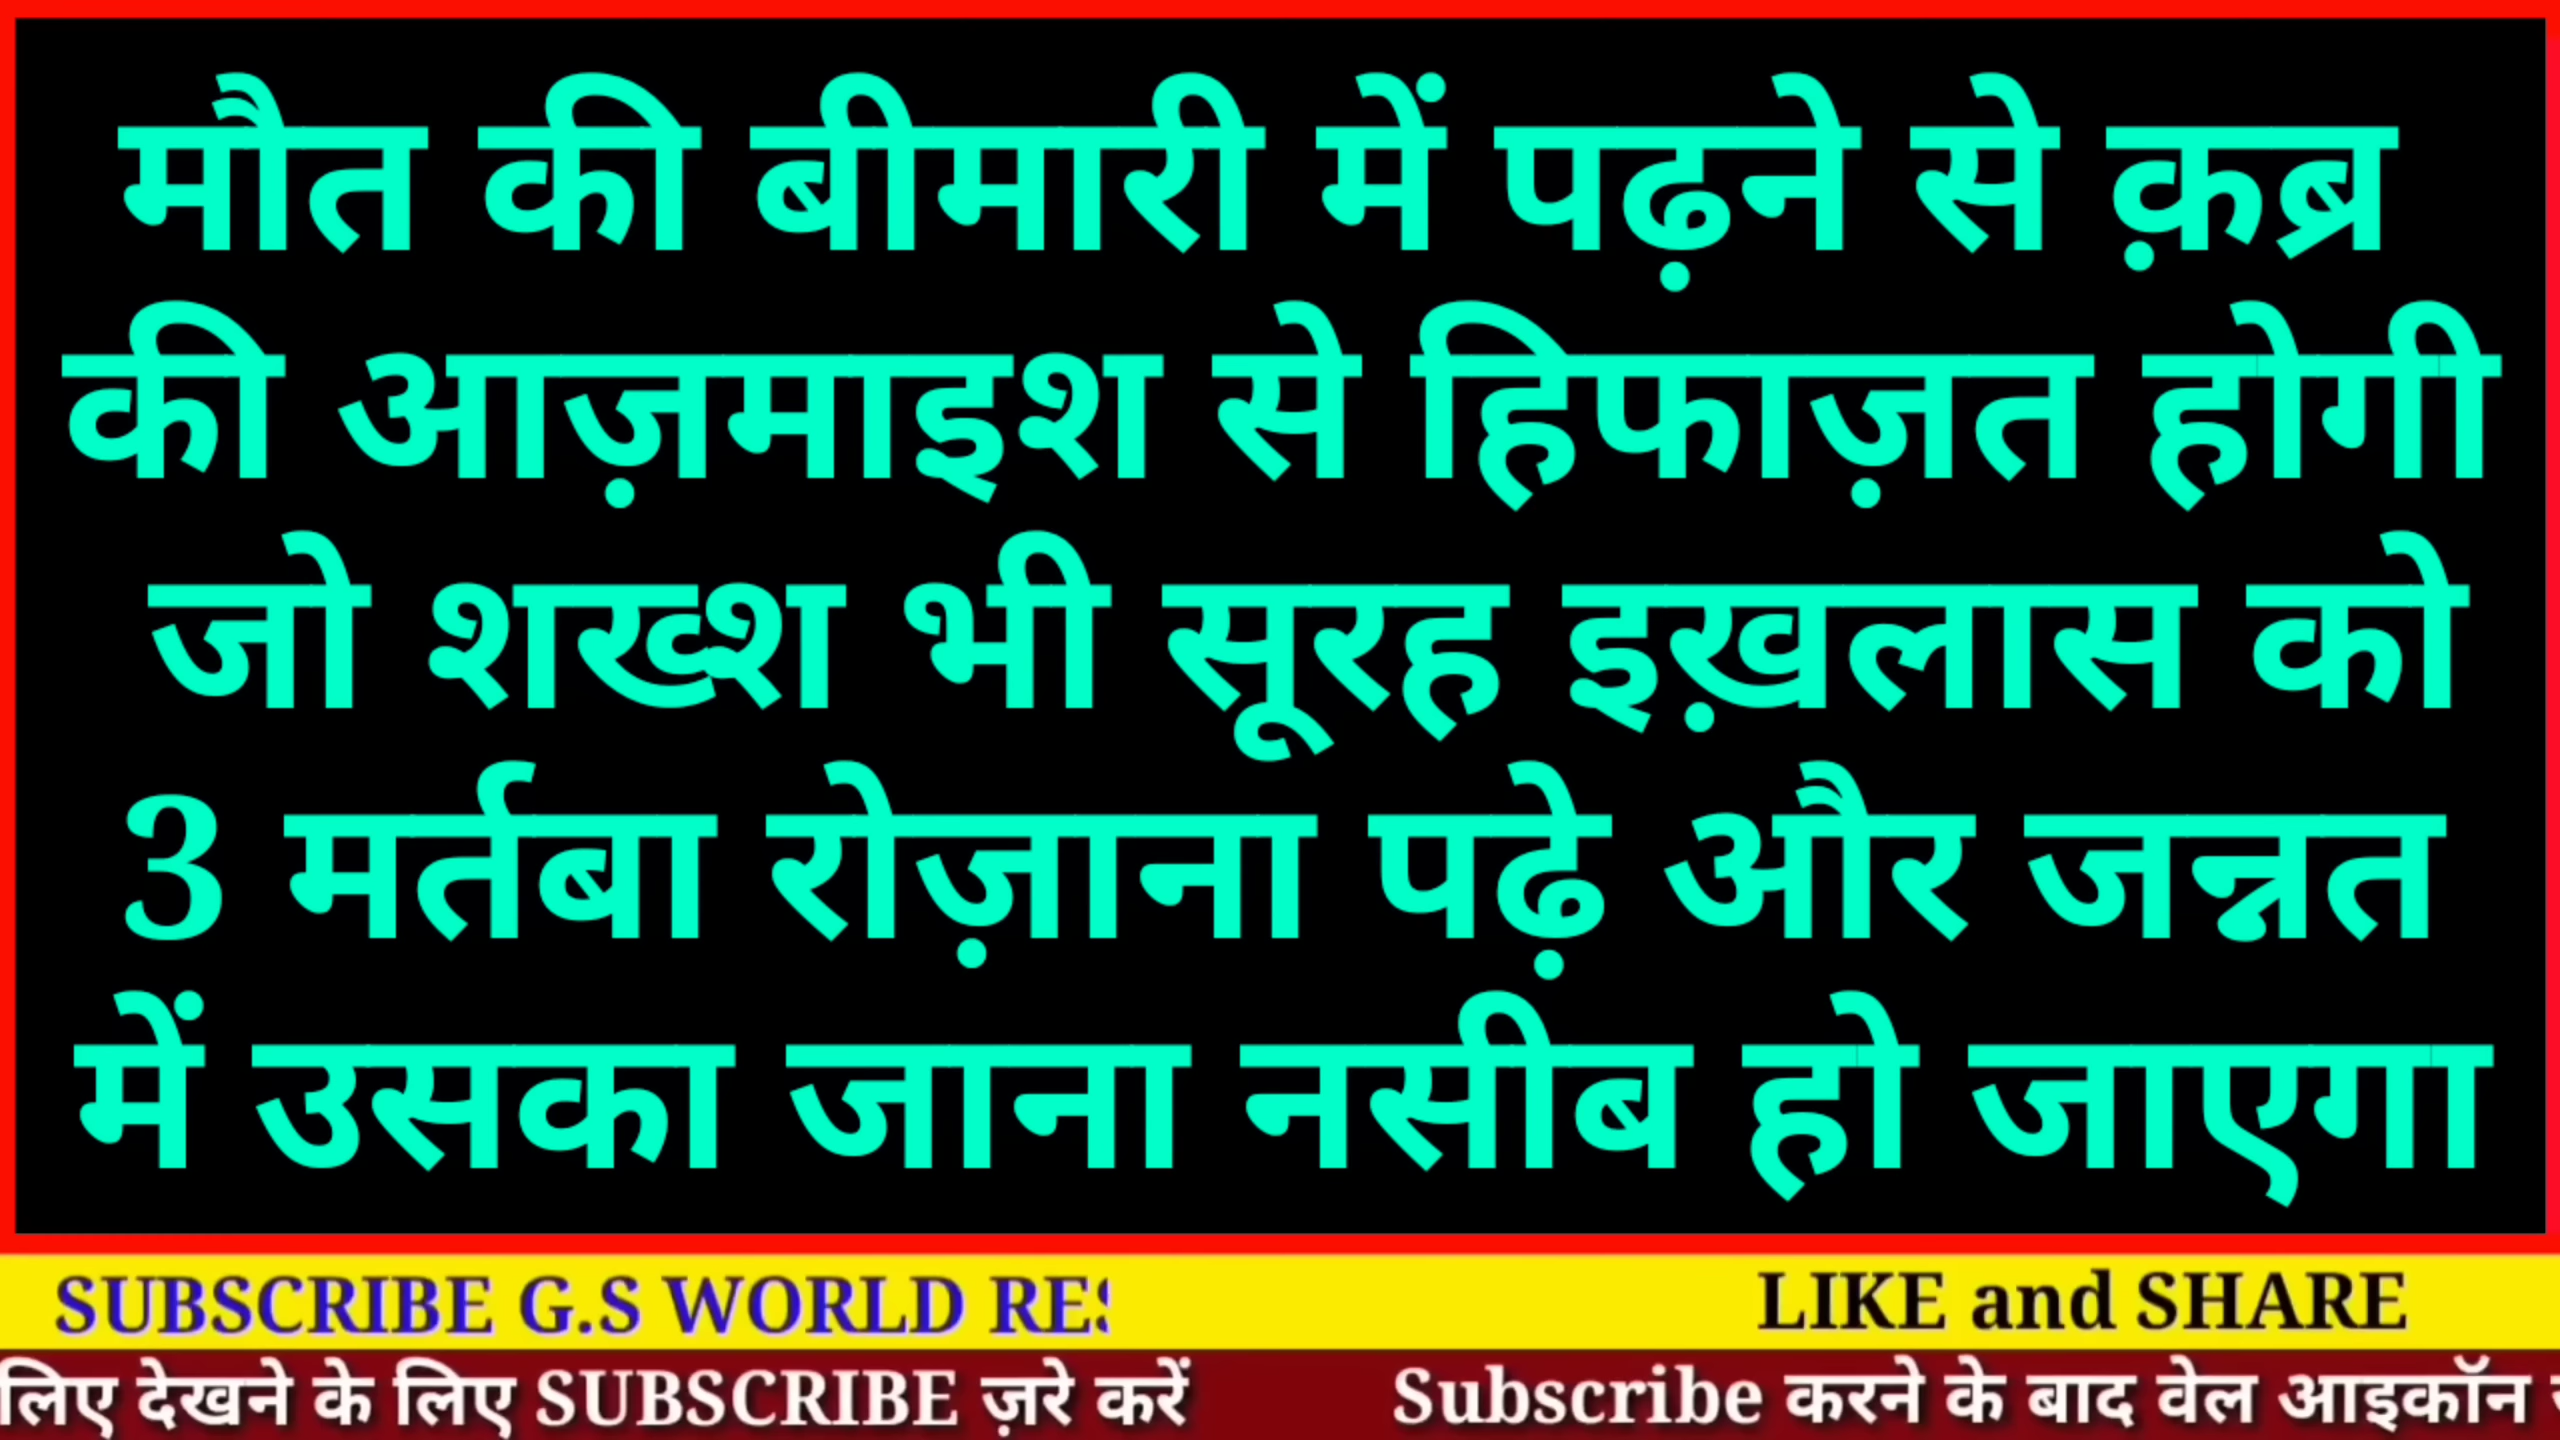 मौत की बीमारी में पढ़ने से क़ब्र
की आज़माइश से हिफाज़त होगी
जो शख्श भी सूरह इख़लास को
3 मर्तबा रोज़ाना पढ़े और जन्नत
में उसका जाना नसीब हो जाएगा
SUBSCRIBE G.S WORLD LIKE and SHARE
लिए देखने के लिए SUBSCRIBE ज़रे करें Subscribe करने के बाद वेल आइकॉन